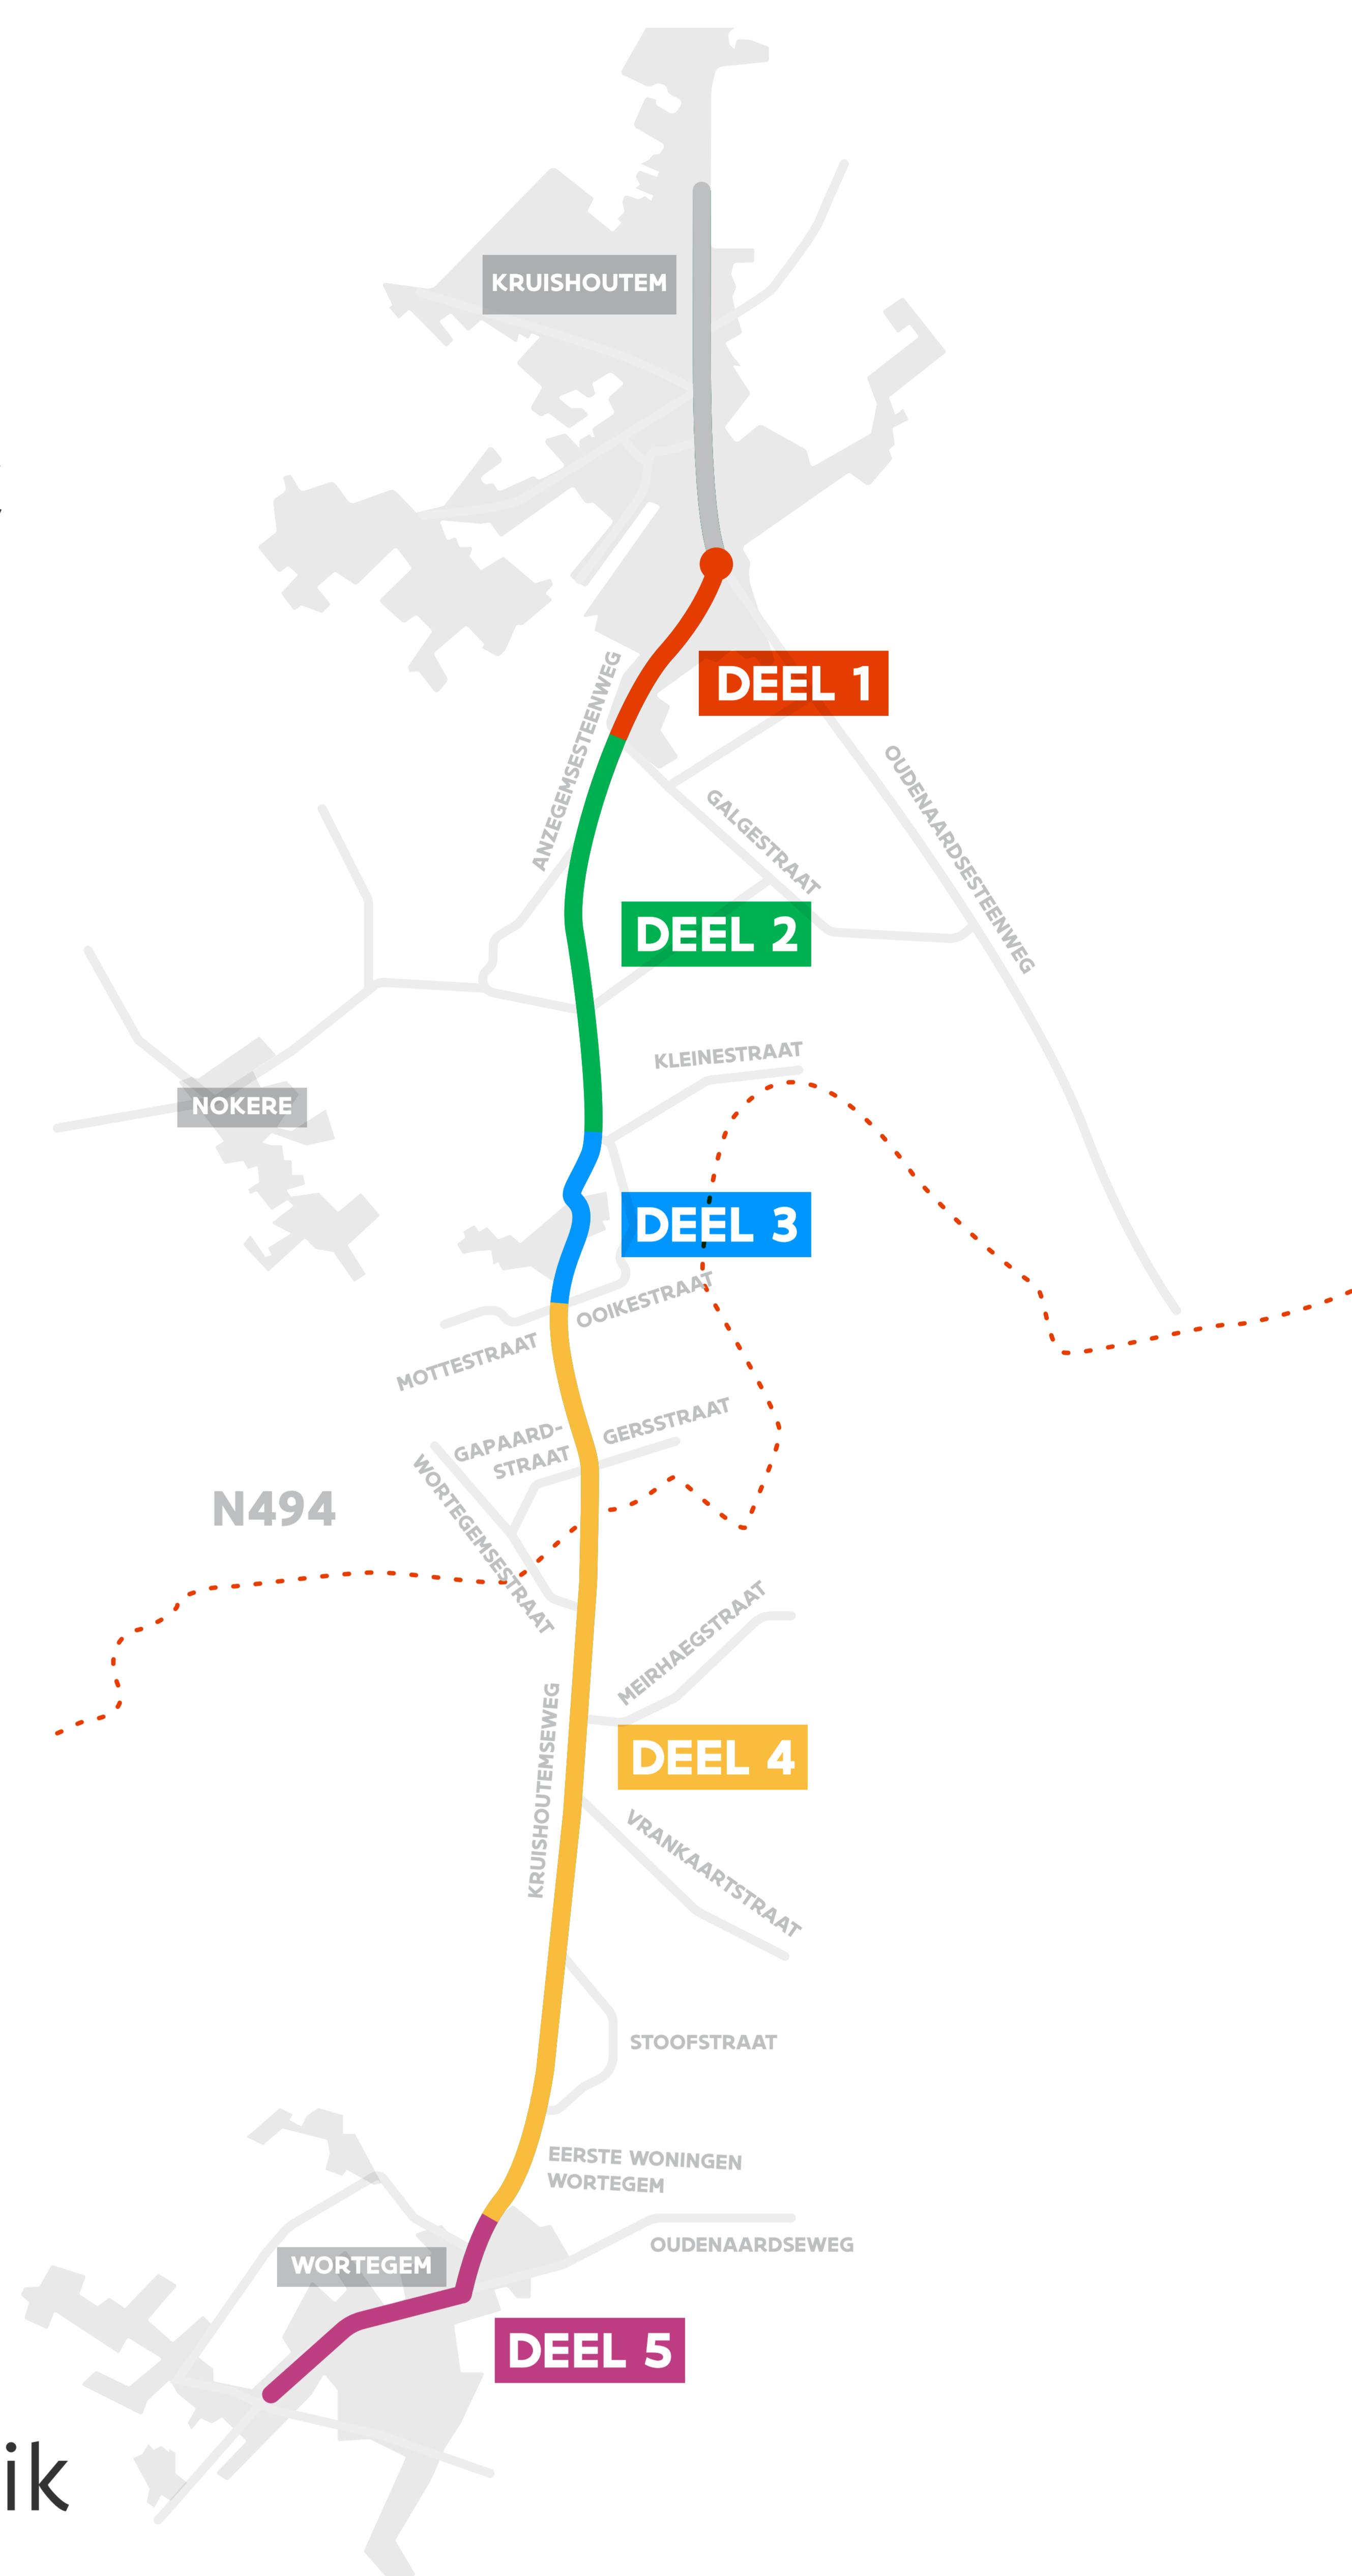 KRUISHOUTEM
DEEL 1
ANZEGEMSESTEENWEG
OUDENAARDSESTEENWEG
GALGESTRAAT
DEEL 2
KLEINESTRAAT
NOKERE
DEEL 3
OOIKESTRAAT
MOTTESTRAAT
GERSSTRAAT
GAPAARD-
STRAAT
WORTEGEMSESTRAAT
N494
MEIRHAEGSTRAAT
KRUISHOUTEMSEWEG
DEEL 4
VRANKAARTSTRAAT
STOOFSTRAAT
EERSTE WONINGEN
WORTEGEM
OUDENAARDSEWEG
WORTEGEM
DEEL 5
ik